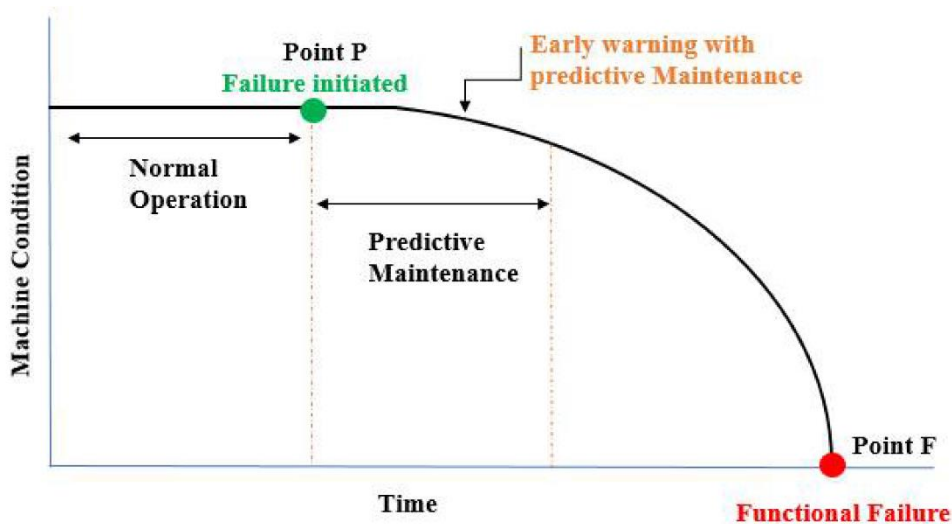 Point P
Failure initiated
Early warning with
predictive Maintenance
Normal
Operation
Predictive
Maintenance
Machine Condition
Point F
Time
Functional Failure